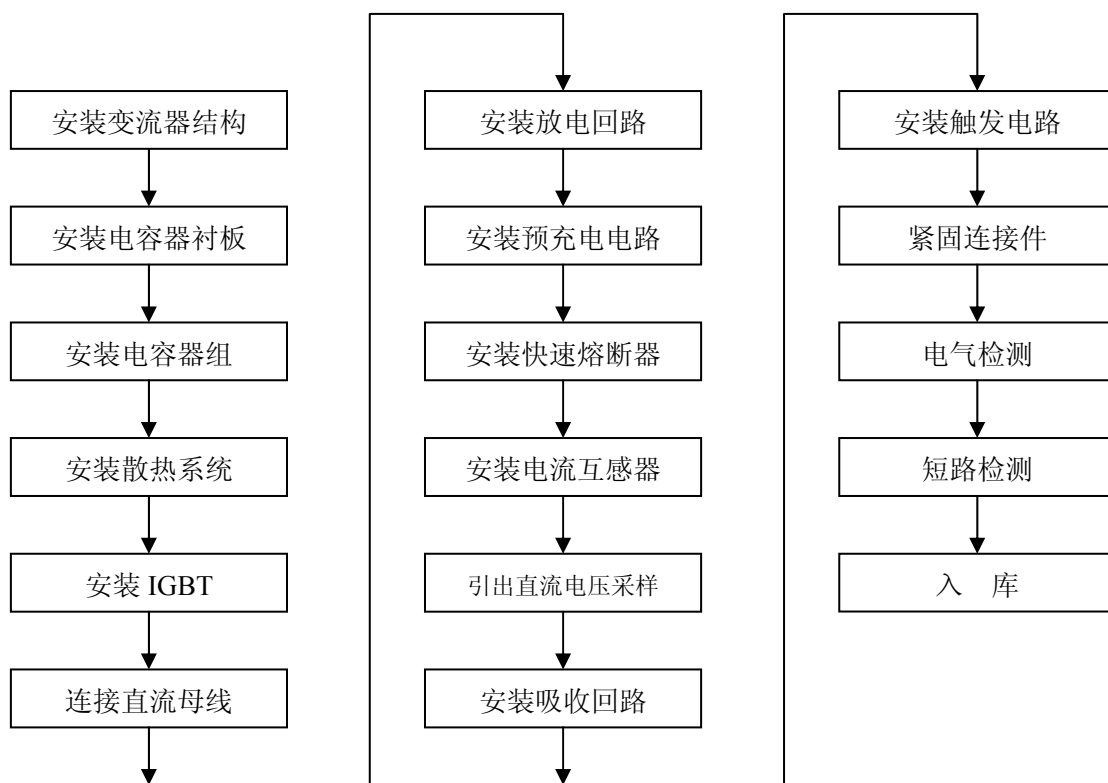 安装变流器结构
安装电容器衬板
安装电容器组
安装散热系统
安装 IGBT
连接直流母线
安装放电回路
安装预充电电路
安装快速熔断器
安装电流互感器
引出直流电压采样
安装吸收回路
安装触发电路
紧固连接件
电气检测
短路检测
入 库